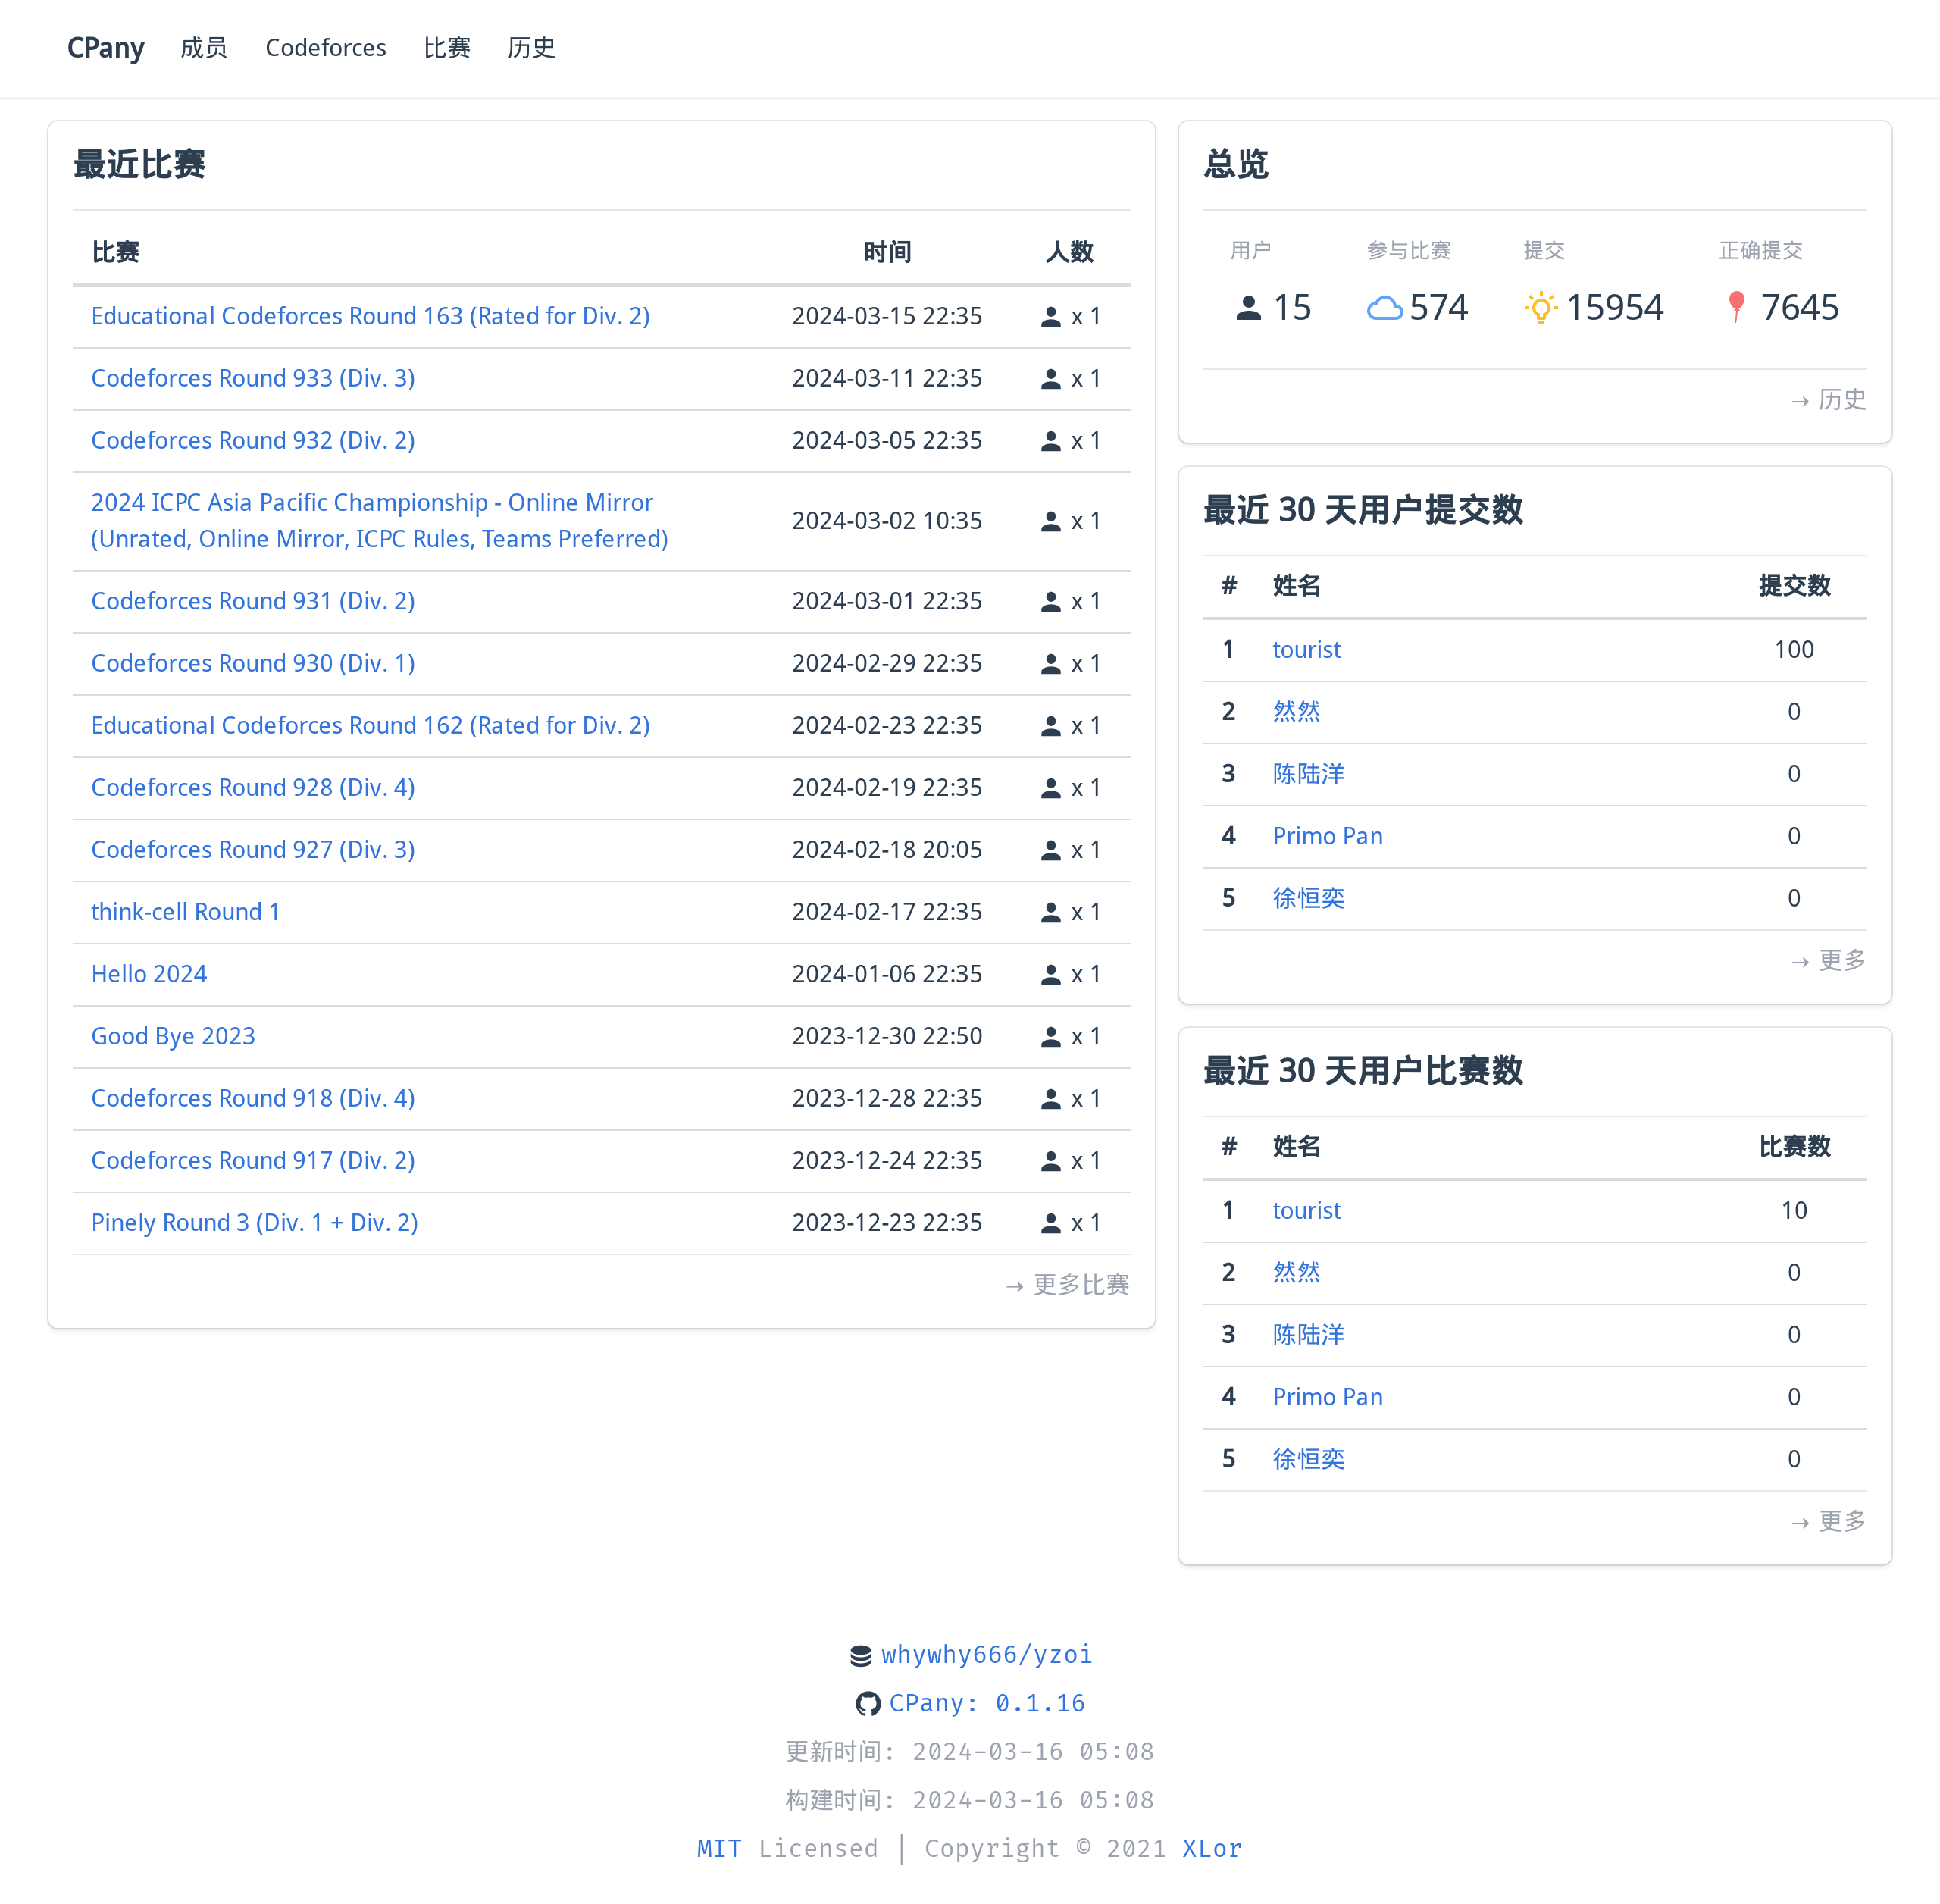 CPany 成员 Codeforces 比赛 历史
最近比赛
比赛 时间 人数
Educational Codeforces Round 163 (Rated for Div. 2) 2024-03-15 22:35 x 1
Codeforces Round 933 (Div. 3) 2024-03-11 22:35 x 1
Codeforces Round 932 (Div. 2) 2024-03-05 22:35 x 1
2024 ICPC Asia Pacific Championship - Online Mirror
(Unrated, Online Mirror, ICPC Rules, Teams Preferred) 2024-03-02 10:35 x 1
Codeforces Round 931 (Div. 2) 2024-03-01 22:35 x 1
Codeforces Round 930 (Div. 1) 2024-02-29 22:35 x 1
Educational Codeforces Round 162 (Rated for Div. 2) 2024-02-23 22:35 x 1
Codeforces Round 928 (Div. 4) 2024-02-19 22:35 x 1
Codeforces Round 927 (Div. 3) 2024-02-18 20:05 x 1
think-cell Round 1 2024-02-17 22:35 x 1
Hello 2024 2024-01-06 22:35 x 1
Good Bye 2023 2023-12-30 22:50 x 1
Codeforces Round 918 (Div. 4) 2023-12-28 22:35 x 1
Codeforces Round 917 (Div. 2) 2023-12-24 22:35 x 1
Pinely Round 3 (Div. 1 + Div. 2) 2023-12-23 22:35 x 1
→ 更多比赛
总览
用户 参与比赛 提交 正确提交
15 574 15954 7645
→ 历史
最近 30 天用户提交数
# 姓名 提交数
1 tourist 100
2 然然 0
3 陈陆洋 0
4 Primo Pan 0
5 徐恒奕 0
→ 更多
最近 30 天用户比赛数
# 姓名 比赛数
1 tourist 10
2 然然 0
3 陈陆洋 0
4 Primo Pan 0
5 徐恒奕 0
→ 更多
whywhy666/yzoi
CPany: 0.1.16
更新时间: 2024-03-16 05:08
构建时间: 2024-03-16 05:08
MIT Licensed | Copyright © 2021 XLor